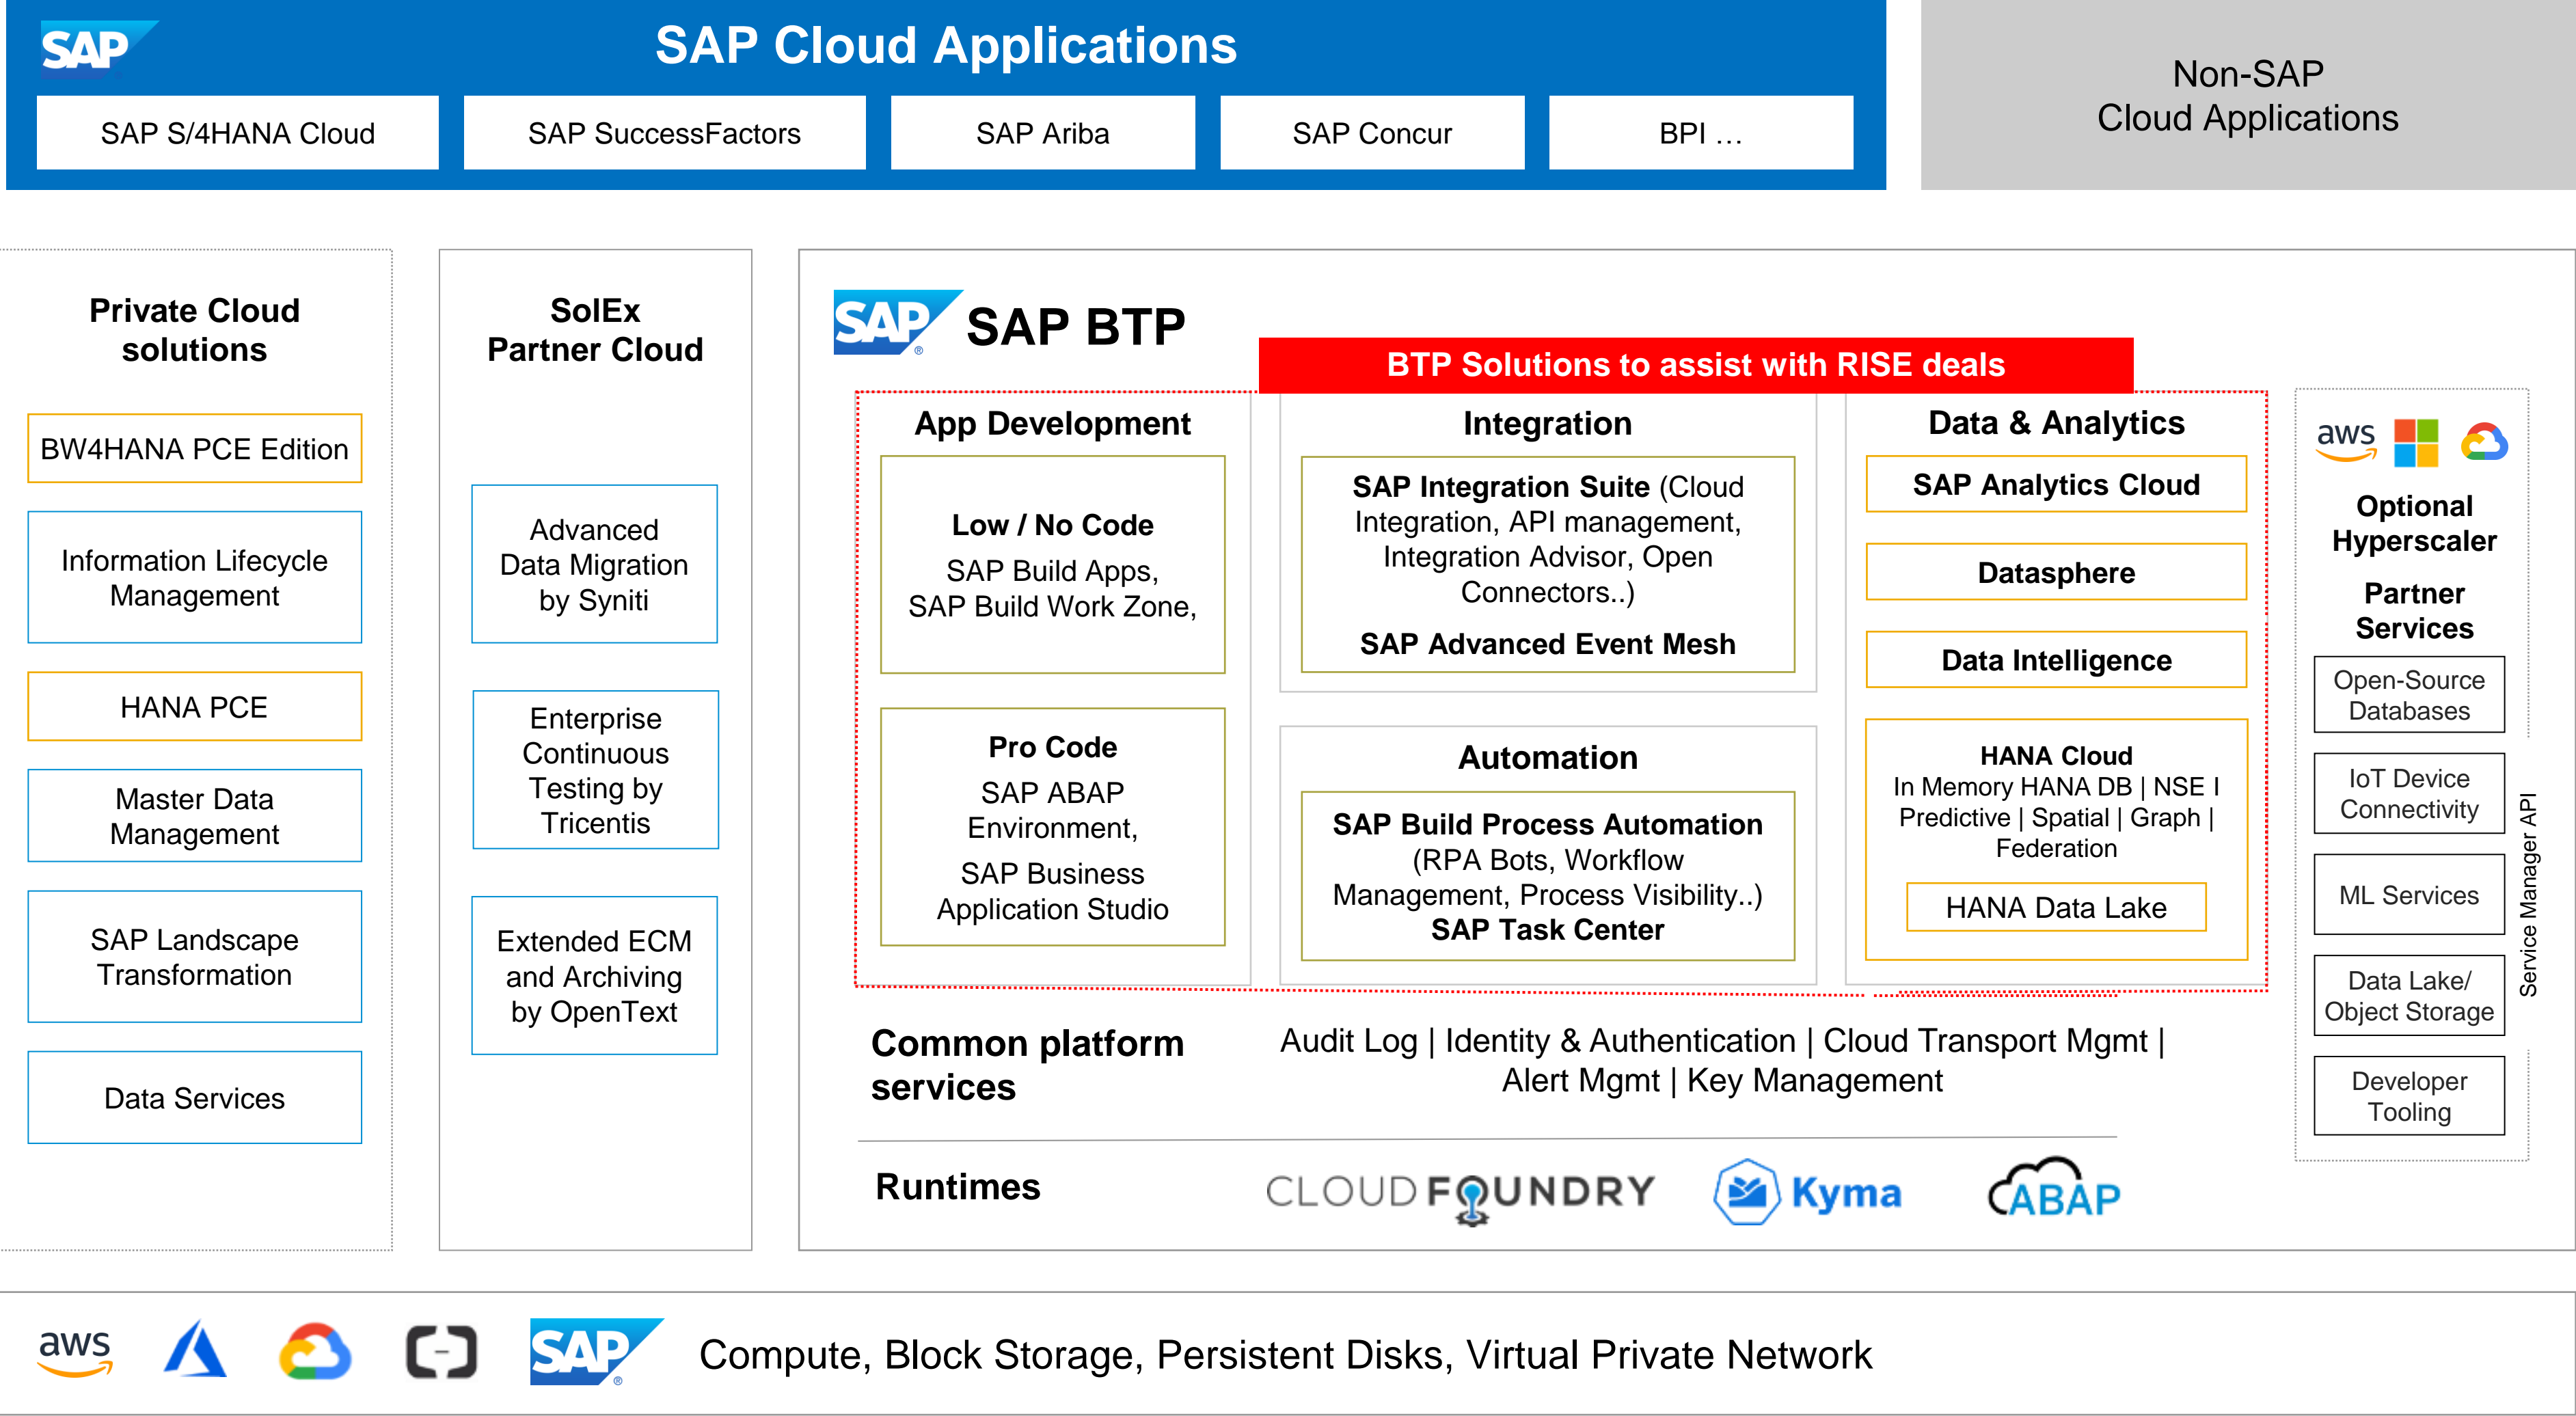 SAP
SAP Cloud Applications
SAP S/4HANA Cloud
SAP SuccessFactors
SAP Ariba
SAP Concur
BPI …
Non-SAP
Cloud Applications
Private Cloud
solutions
BW4HANA PCE Edition
Information Lifecycle
Management
HANA PCE
Master Data
Management
SAP Landscape
Transformation
Data Services
SolEx
Partner Cloud
Advanced
Data Migration
by Syniti
Enterprise
Continuous
Testing by
Tricentis
Extended ECM
and Archiving
by OpenText
SAP ®
SAP BTP
BTP Solutions to assist with RISE deals
App Development
Low / No Code
SAP Build Apps,
SAP Build Work Zone,
Pro Code
SAP ABAP
Environment,
SAP Business
Application Studio
Integration
SAP Integration Suite (Cloud
Integration, API management,
Integration Advisor, Open
Connectors..)
SAP Advanced Event Mesh
Automation
SAP Build Process Automation
(RPA Bots, Workflow
Management, Process Visibility..)
SAP Task Center
Data & Analytics
SAP Analytics Cloud
Datasphere
Data Intelligence
HANA Cloud
In Memory HANA DB | NSE I
Predictive | Spatial | Graph |
Federation
HANA Data Lake
aws
Optional
Hyperscaler
Partner
Services
Open-Source
Databases
IoT Device
Connectivity
ML Services
Data Lake/
Object Storage
Developer
Tooling
Service Manager API
Common platform
services
Audit Log | Identity & Authentication | Cloud Transport Mgmt |
Alert Mgmt | Key Management
Runtimes
CLOUD FOUNDRY
Kyma
ABAP
aws
SAP ®
Compute, Block Storage, Persistent Disks, Virtual Private Network